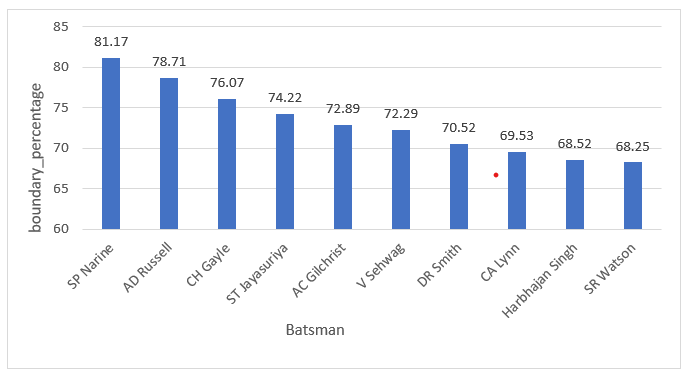 85
80
75
70
65
60
boundary_percentage
81.17
78.71
76.07
74.22
72.89
72.29
70.52
69.53
68.52
68.25
SP Narine
AD Russell
CH Gayle
ST Jayasuriya
AC Gilchrist
V Sehwag
DR Smith
CA Lynn
Harbhajan Singh
SR Watson
Batsman